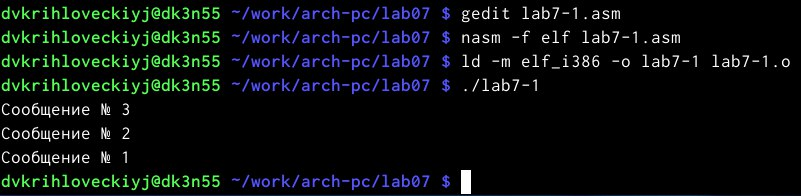 dvkrihloveckiyj@dk3n55 ~/work/arch-pc/lab07 $ gedit lab7-1.asm
dvkrihloveckiyj@dk3n55 ~/work/arch-pc/lab07 $ nasm -f elf lab7-1.asm
dvkrihloveckiyj@dk3n55 ~/work/arch-pc/lab07 $ ld -m elf_i386 -o lab7-1 lab7-1.o
dvkrihloveckiyj@dk3n55 ~/work/arch-pc/lab07 $ ./lab7-1
Сообщение № 3
Сообщение № 2
Сообщение № 1
dvkrihloveckiyj@dk3n55 ~/work/arch-pc/lab07 $